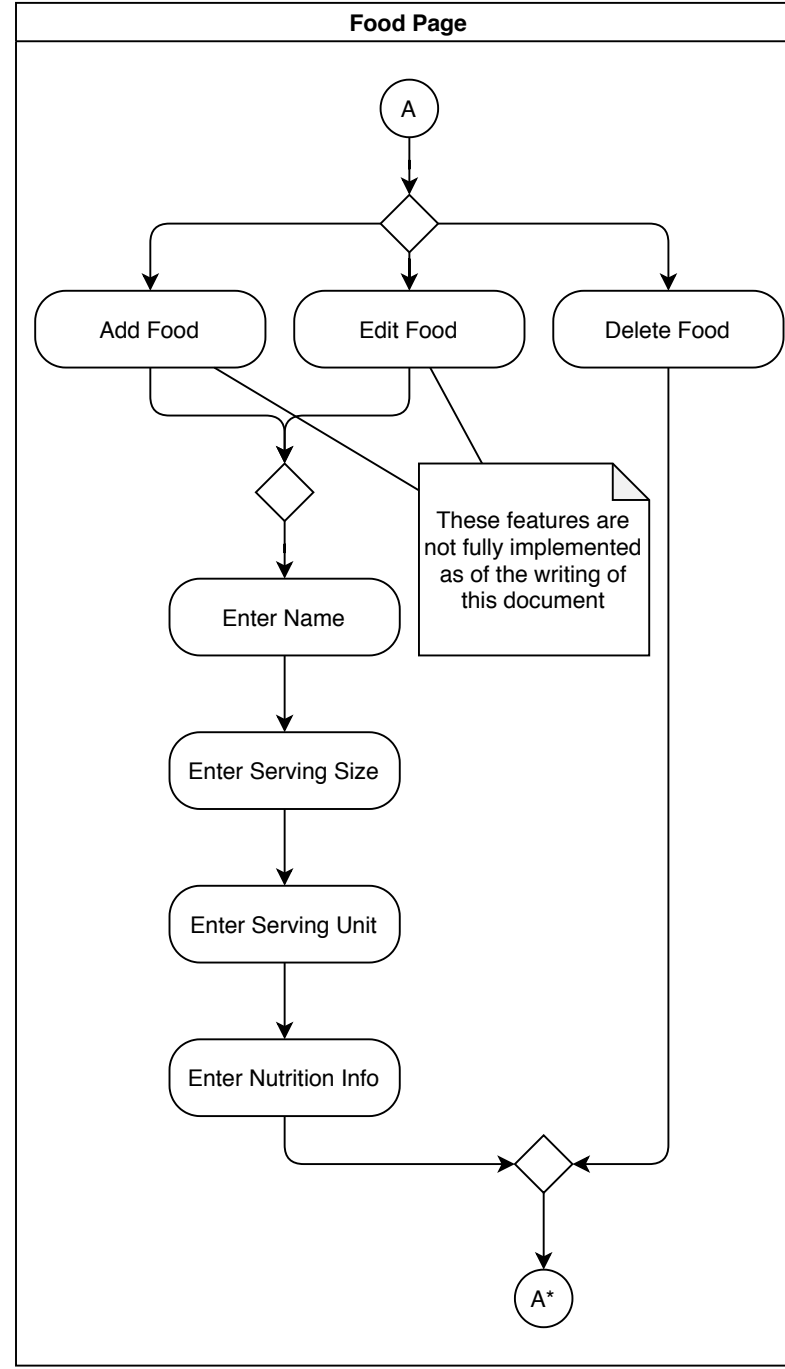 Food Page
A
Add Food
Edit Food
Delete Food
These features are
not fully implemented
as of the writing of
this document
Enter Name
Enter Serving Size
Enter Serving Unit
Enter Nutrition Info
A*